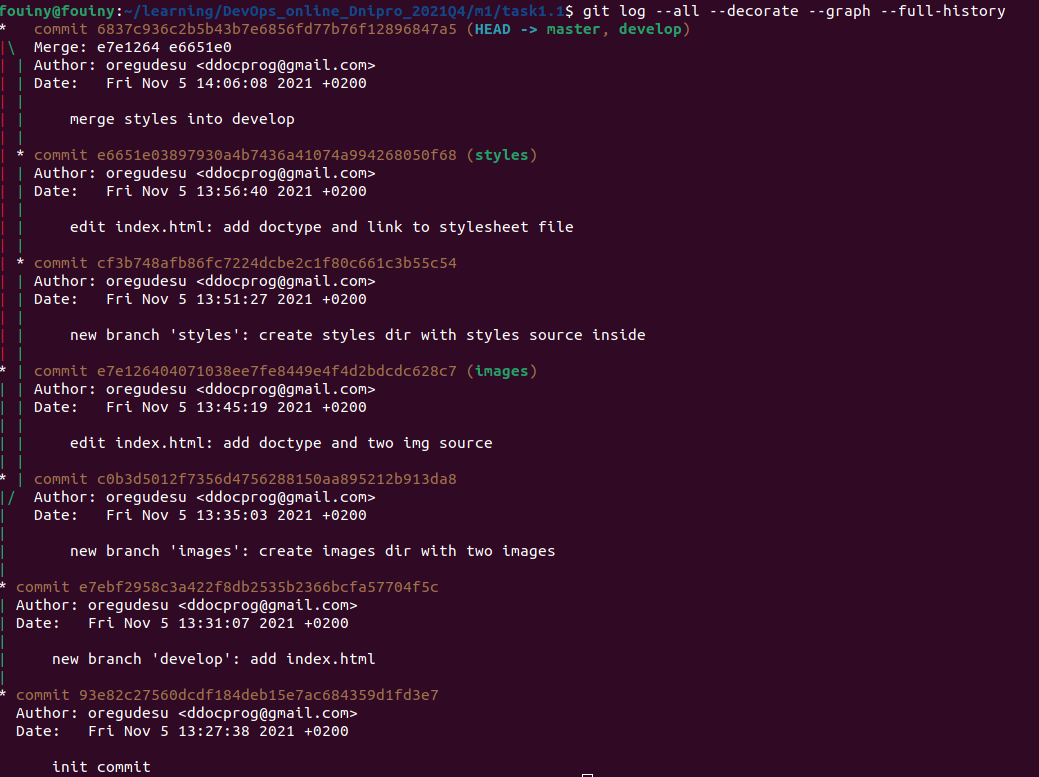 fouiny@fouiny:~/learning/DevOps_online_Dnipro_2021Q4/m1/task1.1$ git log --all --decorate --graph --full-history
*   commit 6837c936c2b5b43b7e6856fd77b76f12896847a5 (HEAD -> master, develop)
|\  Merge: e7e1264 e6651e0
| | Author: oregudesu <ddocprog@gmail.com>
| | Date:   Fri Nov 5 14:06:08 2021 +0200
| |
| |     merge styles into develop
| |
| * commit e6651e03897930a4b7436a41074a994268050f68 (styles)
| | Author: oregudesu <ddocprog@gmail.com>
| | Date:   Fri Nov 5 13:56:40 2021 +0200
| |
| |     edit index.html: add doctype and link to stylesheet file
| |
| * commit cf3b748afb86fc7224dcbe2c1f80c661c3b55c54
| | Author: oregudesu <ddocprog@gmail.com>
| | Date:   Fri Nov 5 13:51:27 2021 +0200
| |
| |     new branch 'styles': create styles dir with styles source inside
| |
* | commit e7e126404071038ee7fe8449e4f4d2bdcdc628c7 (images)
| | Author: oregudesu <ddocprog@gmail.com>
| | Date:   Fri Nov 5 13:45:19 2021 +0200
| |
| |     edit index.html: add doctype and two img source
| |
* | commit c0b3d5012f7356d4756288150aa895212b913da8
|/  Author: oregudesu <ddocprog@gmail.com>
|   Date:   Fri Nov 5 13:35:03 2021 +0200
|
|       new branch 'images': create images dir with two images
|
* commit e7ebf2958c3a422f8db2535b2366bcfa57704f5c
| Author: oregudesu <ddocprog@gmail.com>
| Date:   Fri Nov 5 13:31:07 2021 +0200
|
|     new branch 'develop': add index.html
|
* commit 93e82c27560dcdf184deb15e7ac684359d1fd3e7
  Author: oregudesu <ddocprog@gmail.com>
  Date:   Fri Nov 5 13:27:38 2021 +0200

      init commit